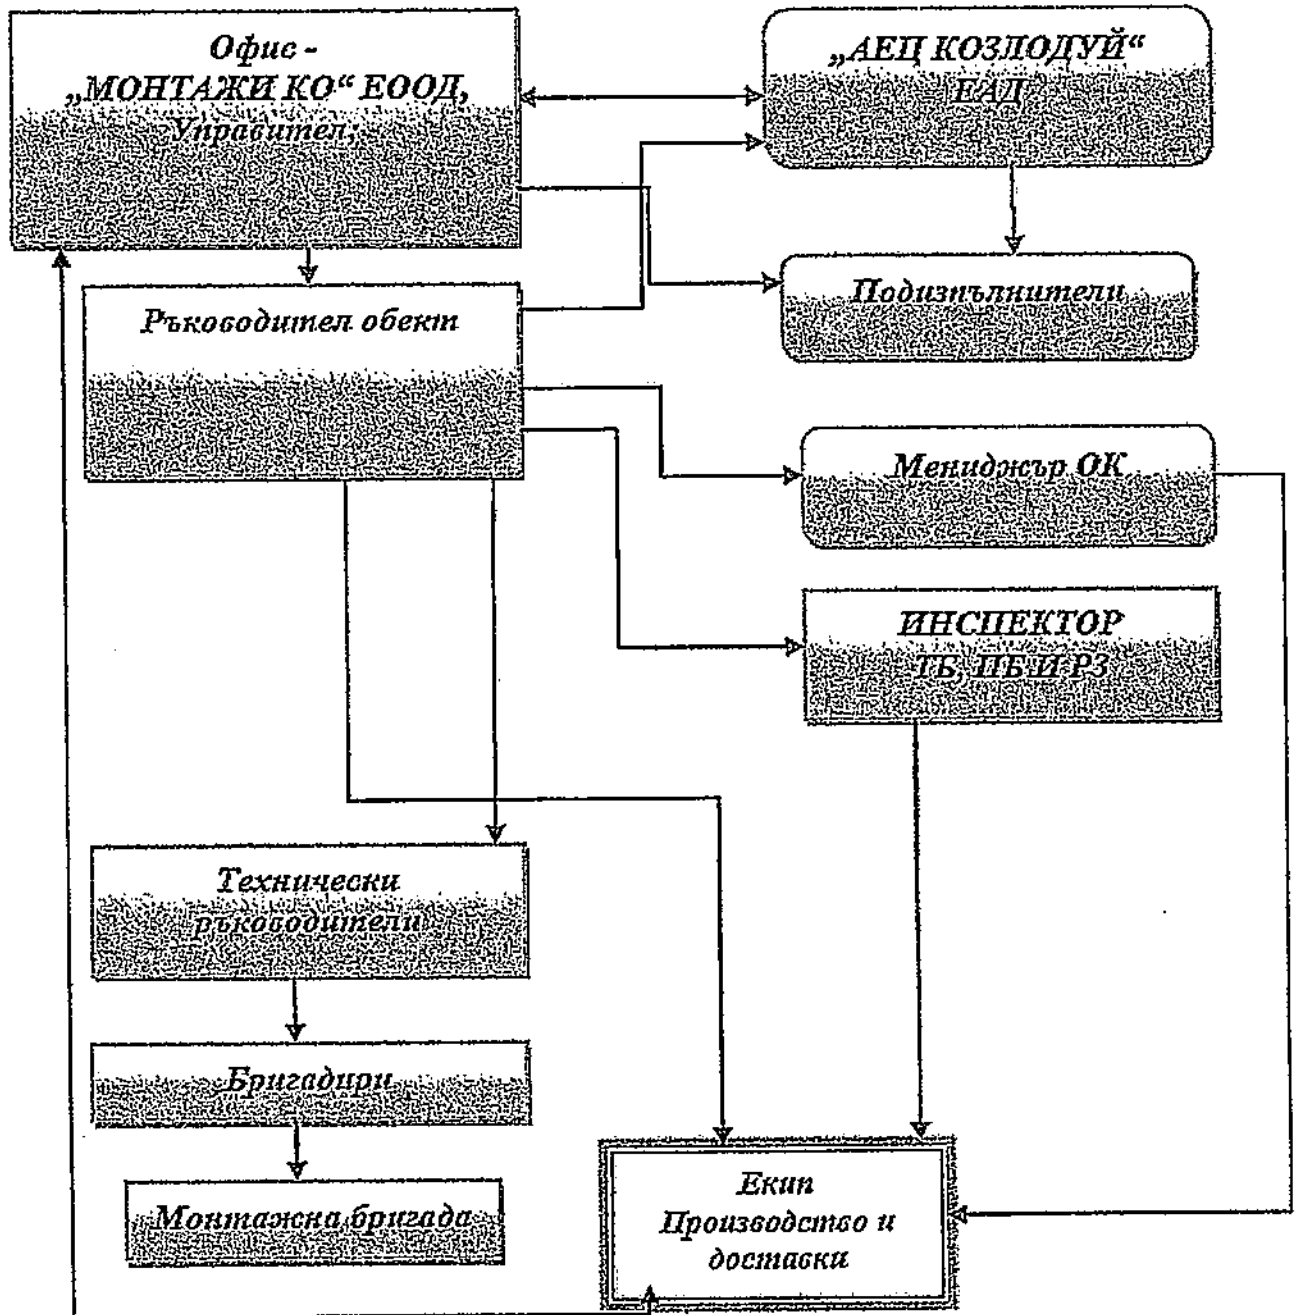 Офис -
„МОНТАЖИ КО“ ЕООД,
Управител;
„АЕЦ КОЗЛОДУЙ“
ЕАД
Ръководител обект
Подизпълнители
Мениджър ОК
ИНСПЕКТОР
ТБ, ПБ И РЗ
Технически
ръководители
Бригадири
Монтажна бригада
Екип
Производство и
доставки